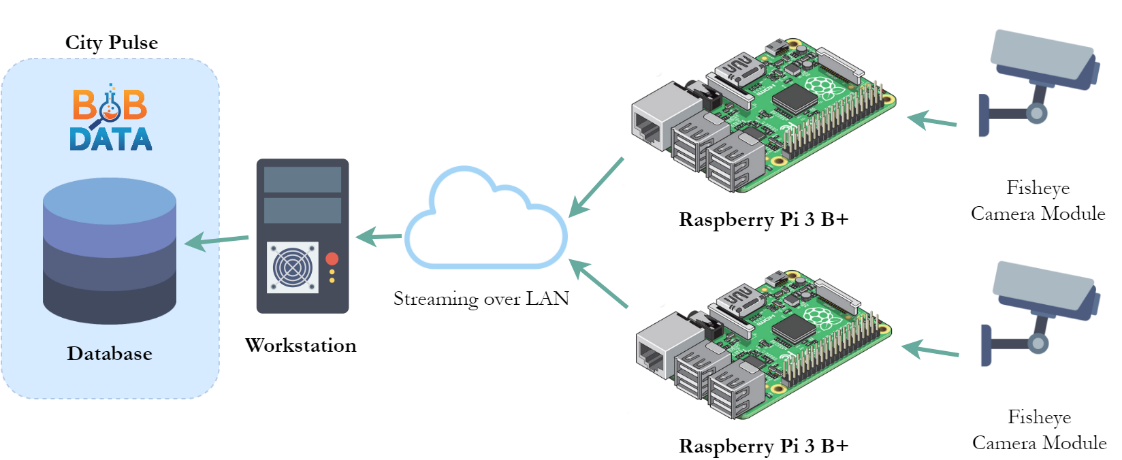 City Pulse
BOB
DATA
Database
Workstation
Streaming over LAN
Raspberry Pi 3 B+
Fisheye
Camera Module
Raspberry Pi 3 B+
Fisheye
Camera Module